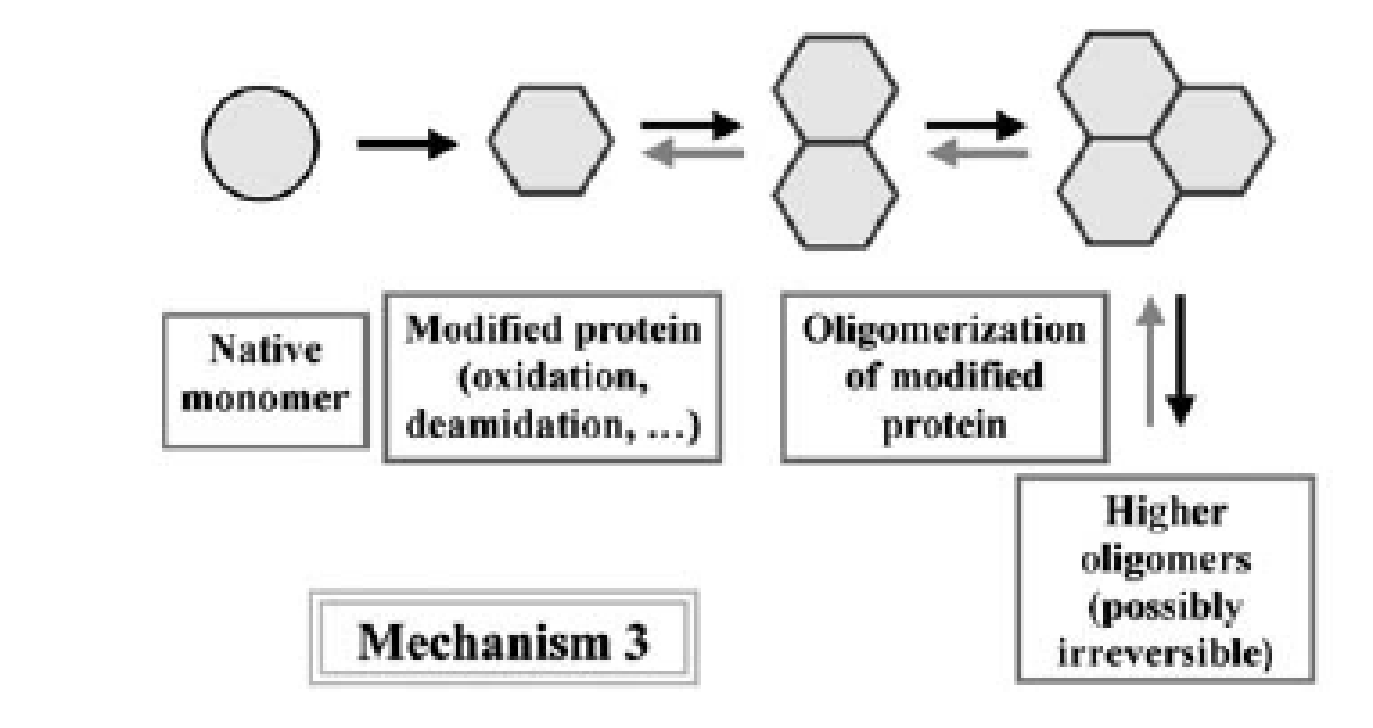 Native
monomer
Modified protein
(oxidation,
deamidation, ...)
Oligomerization
of modified
protein
Higher
oligomers
(possibly
irreversible)
Mechanism 3